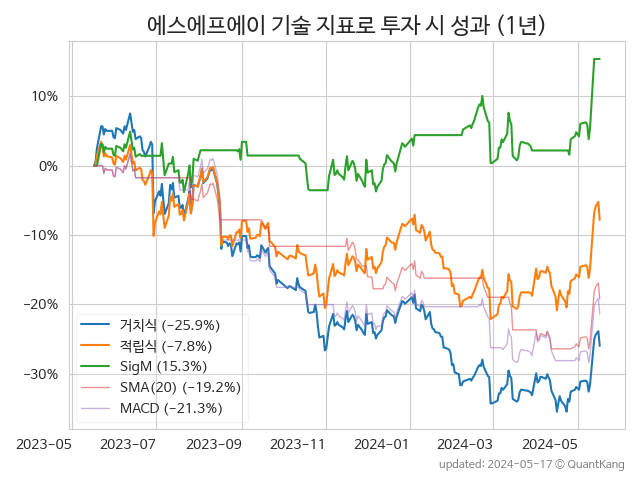 에스에프에이 기술 지표로 투자 시 성과 (1년)
10%
0%
−10%
−20%
−30%
거치식 (−25.9%)
적립식 (−7.8%)
SigM (15.3%)
SMA(20) (−19.2%)
MACD (−21.3%)
2023−05
2023−07
2023−09
2023−11
2024−01
2024−03
2024−05
updated: 2024−05−17 © QuantKang